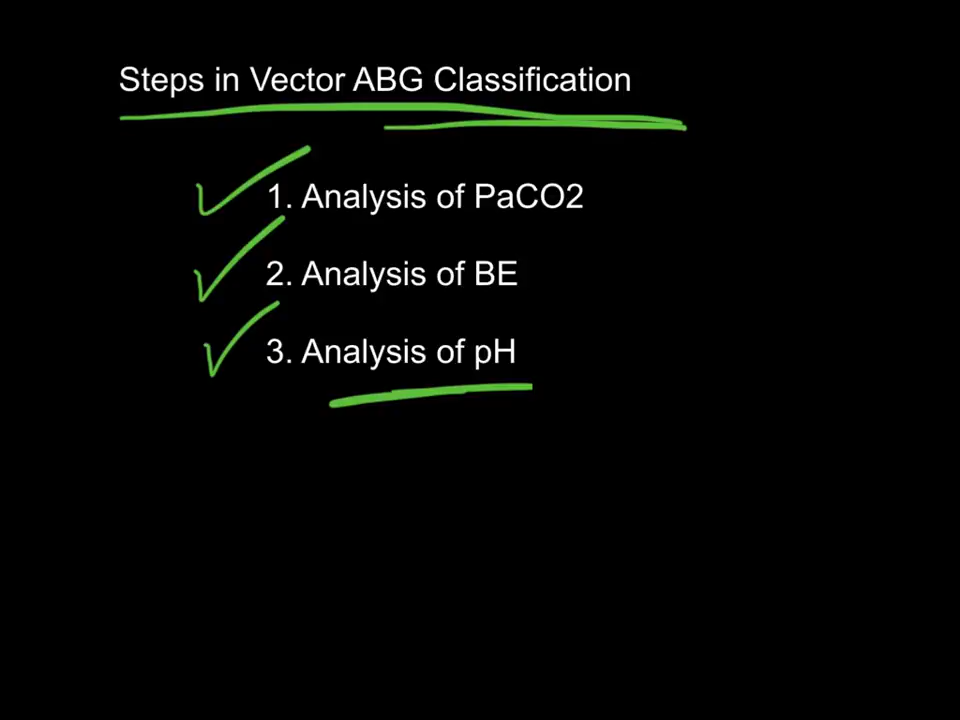 Steps in Vector ABG Classification
1. Analysis of PaCO2
2. Analysis of BE
3. Analysis of pH